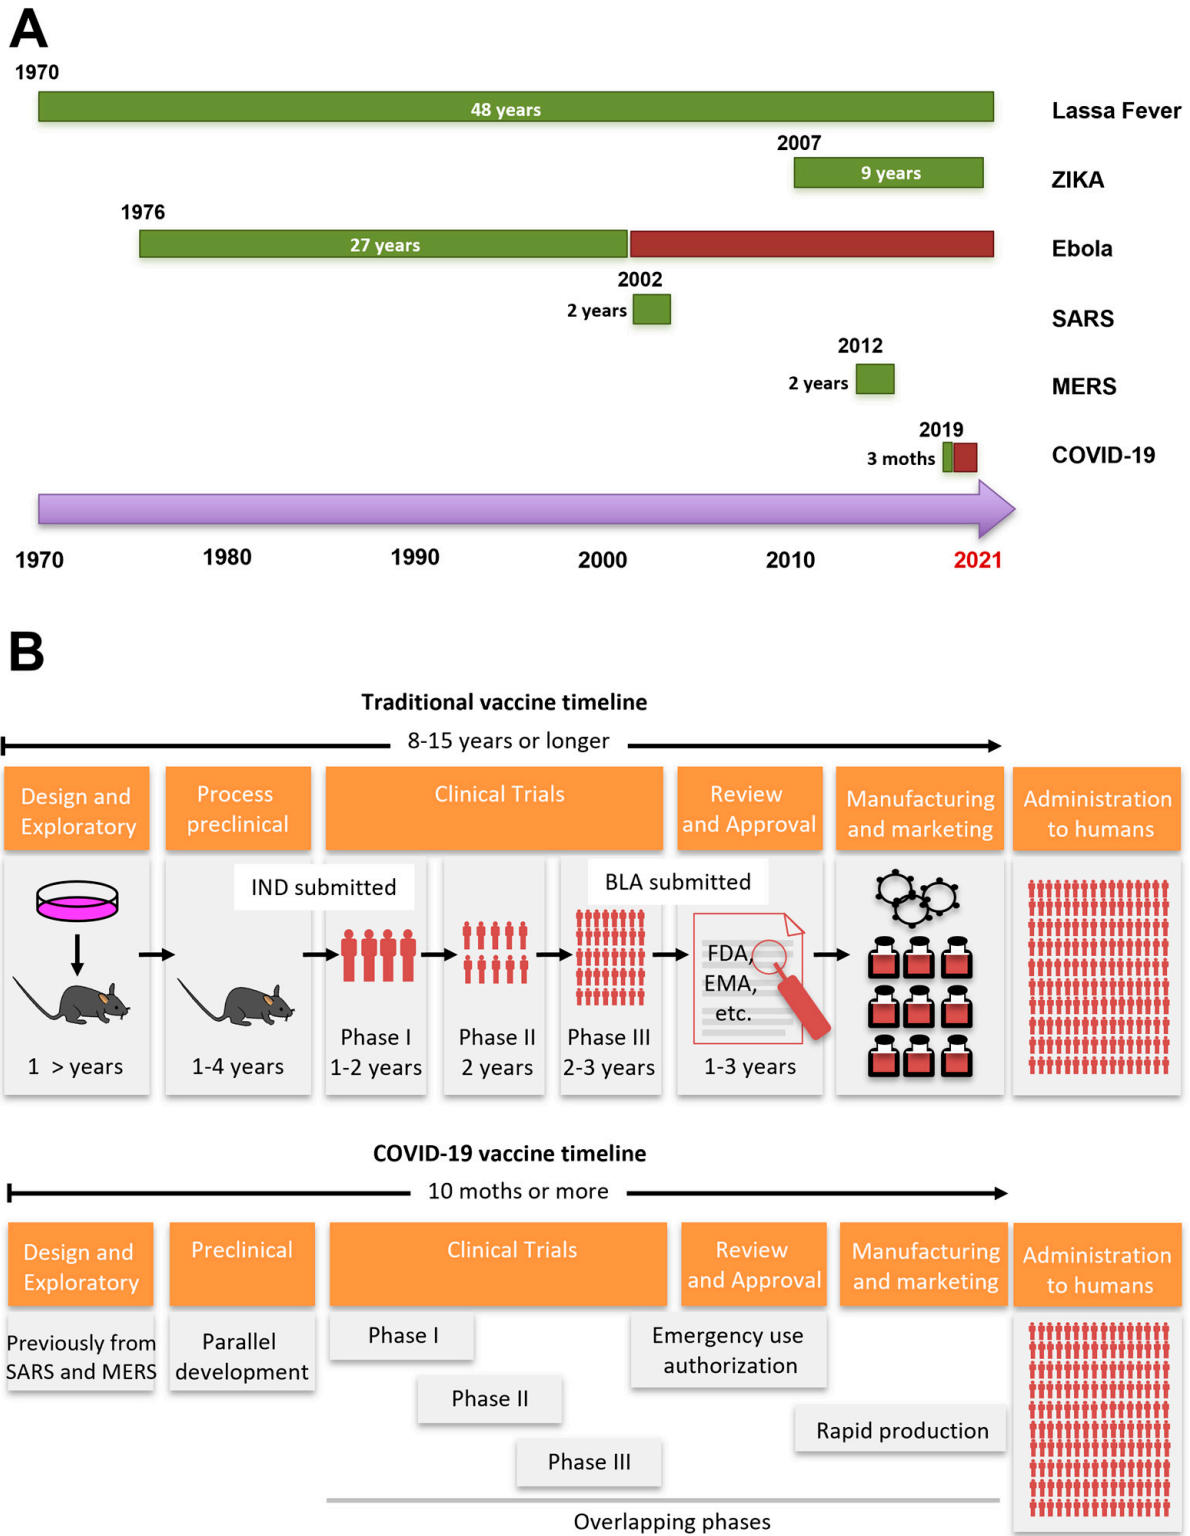 A
1970
48 years
Lassa Fever
2007
9 years
ZIKA
1976
27 years
Ebola
2002
2 years
SARS
2012
2 years
MERS
2019
3 moths
COVID-19
1970 1980 1990 2000 2010 2021
B
Traditional vaccine timeline
8-15 years or longer
Design and
Exploratory
Process
preclinical
Clinical Trials
Review
and Approval
Manufacturing
and marketing
Administration
to humans
IND submitted
BLA submitted
FDA,
EMA,
etc.
1 > years
1-4 years
Phase I
1-2 years
Phase II
2 years
Phase III
2-3 years
1-3 years
COVID-19 vaccine timeline
10 moths or more
Design and
Exploratory
Preclinical
Clinical Trials
Review
and Approval
Manufacturing
and marketing
Administration
to humans
Previously from
SARS and MERS
Parallel
development
Phase I
Phase II
Phase III
Emergency use
authorization
Rapid production
Overlapping phases